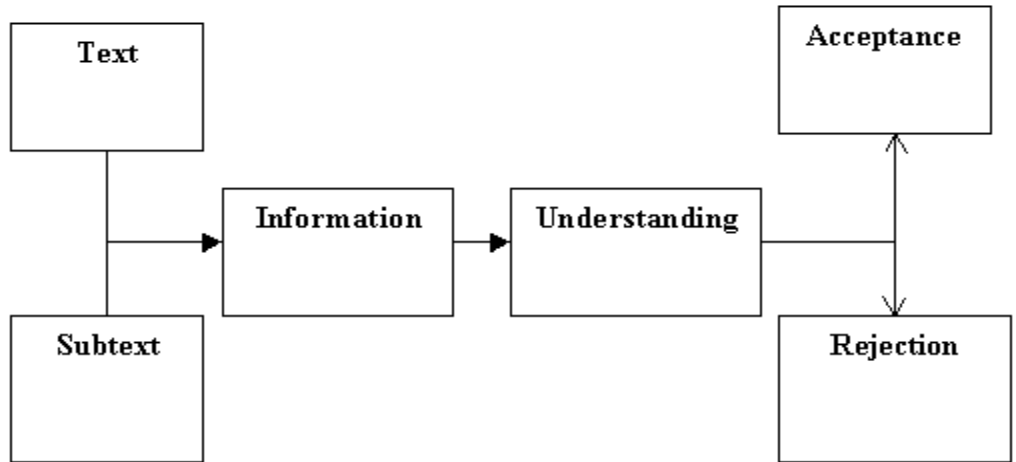 Text
Acceptance
Information
Understanding
Subtext
Rejection